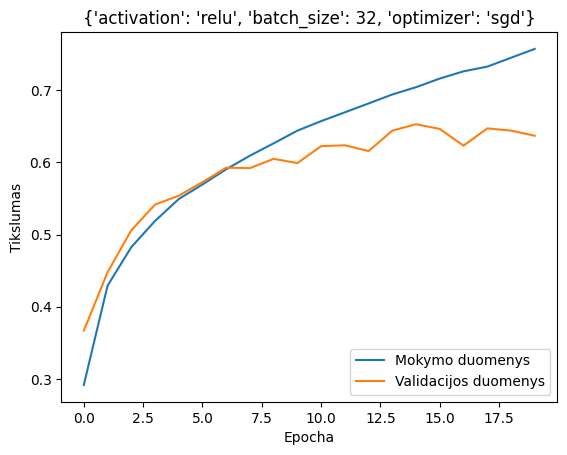 {'activation': 'relu', 'batch_size': 32, 'optimizer': 'sgd'}
Tikslumas
0.7
0.6
0.5
0.4
0.3
0.0 2.5 5.0 7.5 10.0 12.5 15.0 17.5
Epocha
Mokymo duomenys
Validacijos duomenys